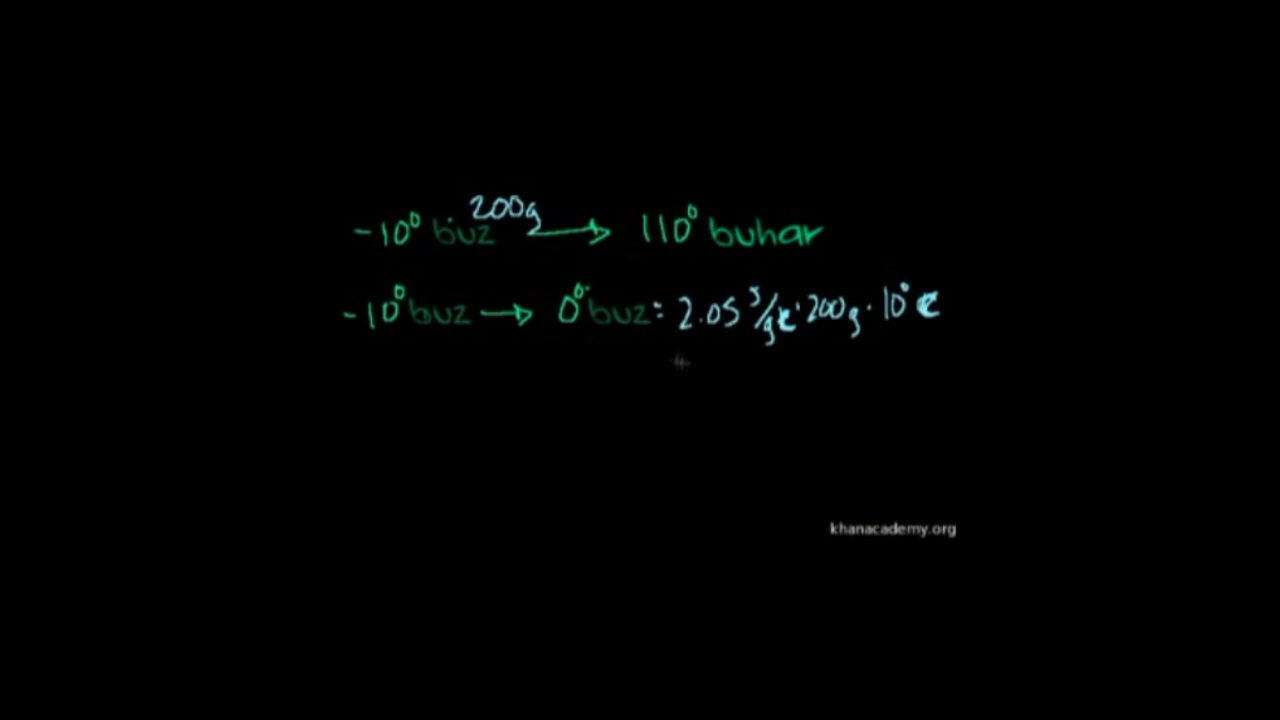 -10° buz 200g → 110° buhar
-10° buz → 0° buz = 2.05 J/g·200g · 10°
khanacademy.org